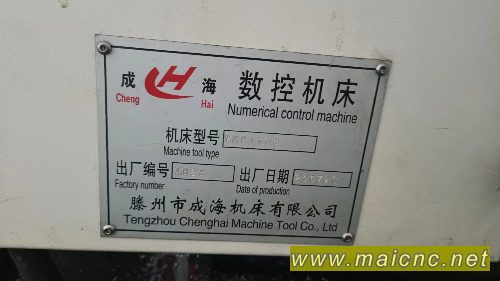 成 海 数控机床
Cheng Hai Numerical control machine
机床型号
Machine tool type
出厂编号 出厂日期
Factory number Date of production
滕州市成海机床有限公司
Tengzhou Chenghai Machine Tool Co., Ltd
www.maicnc.net